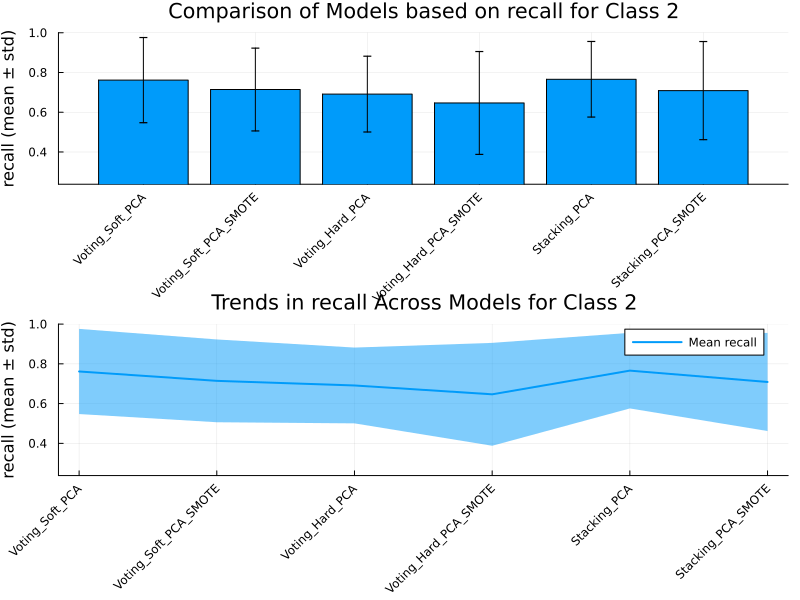 Comparison of Models based on recall for Class 2
recall (mean ± std)
1.0
0.8
0.6
0.4
Voting_Soft_PCA
Voting_Soft_PCA_SMOTE
Voting_Hard_PCA
Voting_Hard_PCA_SMOTE
Stacking_PCA
Stacking_PCA_SMOTE
Trends in recall Across Models for Class 2
recall (mean ± std)
1.0
0.8
0.6
0.4
Mean recall
Voting_Soft_PCA
Voting_Soft_PCA_SMOTE
Voting_Hard_PCA
Voting_Hard_PCA_SMOTE
Stacking_PCA
Stacking_PCA_SMOTE